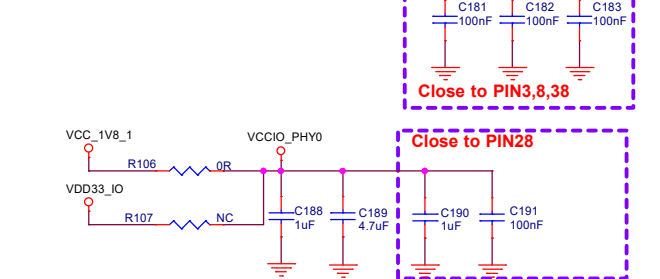 C181
100nF
C182
100nF
C183
100nF
Close to PIN3,8,38
VCC_1V8_1
VCCIO_PHY0
Close to PIN28
R106
0R
VDD33_IO
R107
NC
C188
1uF
C189
4.7uF
C190
1uF
C191
100nF